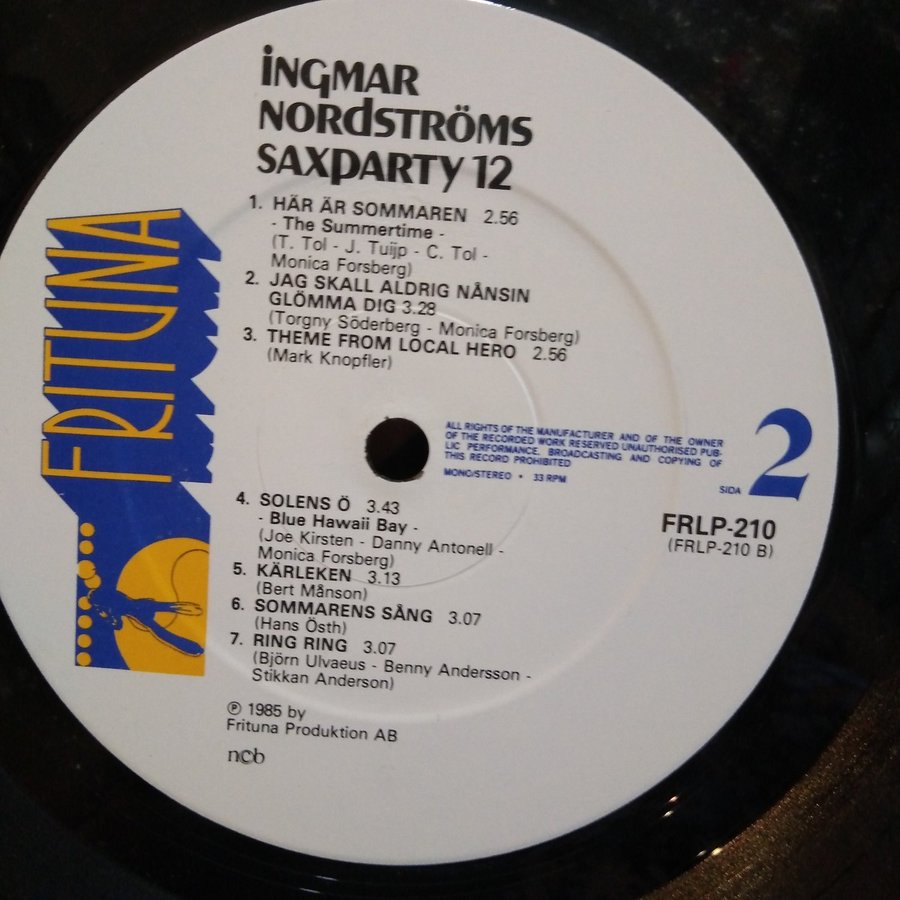 iNGMAR
NORdSTRÖMS
SAXPARTY 12
1. HÄR ÄR SOMMAREN 2.56
- The Summertime -
(T. Tol - J. Tuijp - C. Tol -
Monica Forsberg)
2. JAG SKALL ALDRIG NÅNSIN
GLÖMMA DIG 3.28
(Torgny Söderberg - Monica Forsberg)
3. THEME FROM LOCAL HERO 2.56
(Mark Knopfler)
FRITUNA
ALL RIGHTS OF THE MANUFACTURER AND OF THE OWNER
OF THE RECORDED WORK RESERVED UNAUTHORISED PUB-
LIC PERFORMANCE, BROADCASTING AND COPYING OF
THIS RECORD PROHIBITED
MONO/STEREO • 33 RPM
SIDA 2
FRLP-210
(FRLP-210 B)
4. SOLENS Ö 3.43
- Blue Hawaii Bay -
(Joe Kirsten - Danny Antonell -
Monica Forsberg)
5. KÄRLEKEN 3.13
(Bert Månson)
6. SOMMARENS SÅNG 3.07
(Hans Östh)
7. RING RING 3.07
(Björn Ulvaeus - Benny Andersson -
Stikkan Anderson)
℗ 1985 by
Frituna Produktion AB
ncb